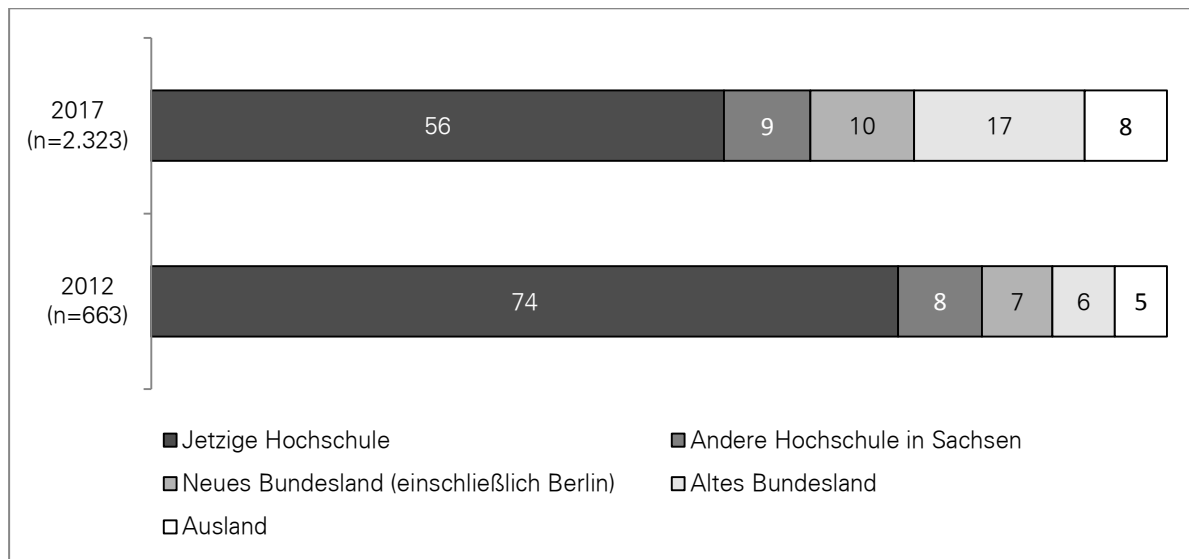 2017
(n=2.323)
56 9 10 17 8
2012
(n=663)
74 8 7 6 5
Jetzige Hochschule
Andere Hochschule in Sachsen
Neues Bundesland (einschließlich Berlin)
Altes Bundesland
Ausland